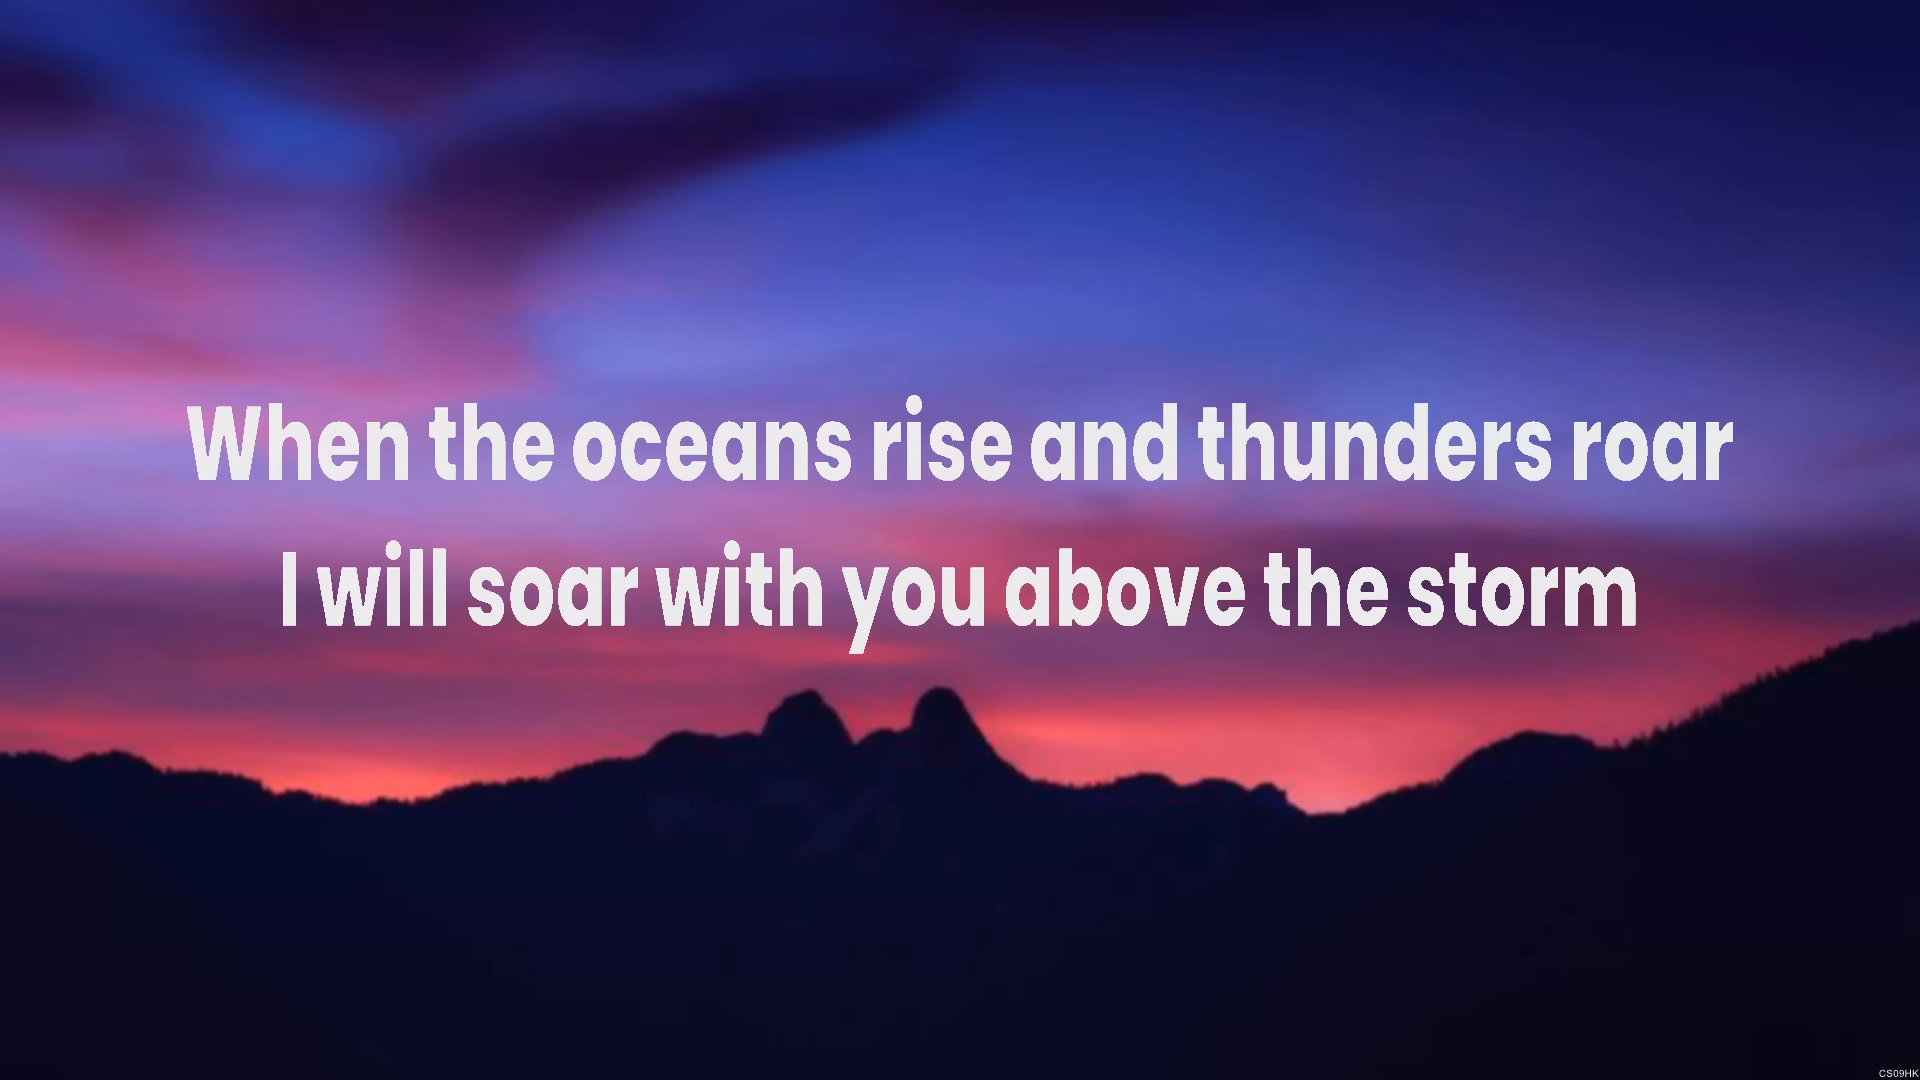 When the oceans rise and thunders roar
I will soar with you above the storm
CS09HK